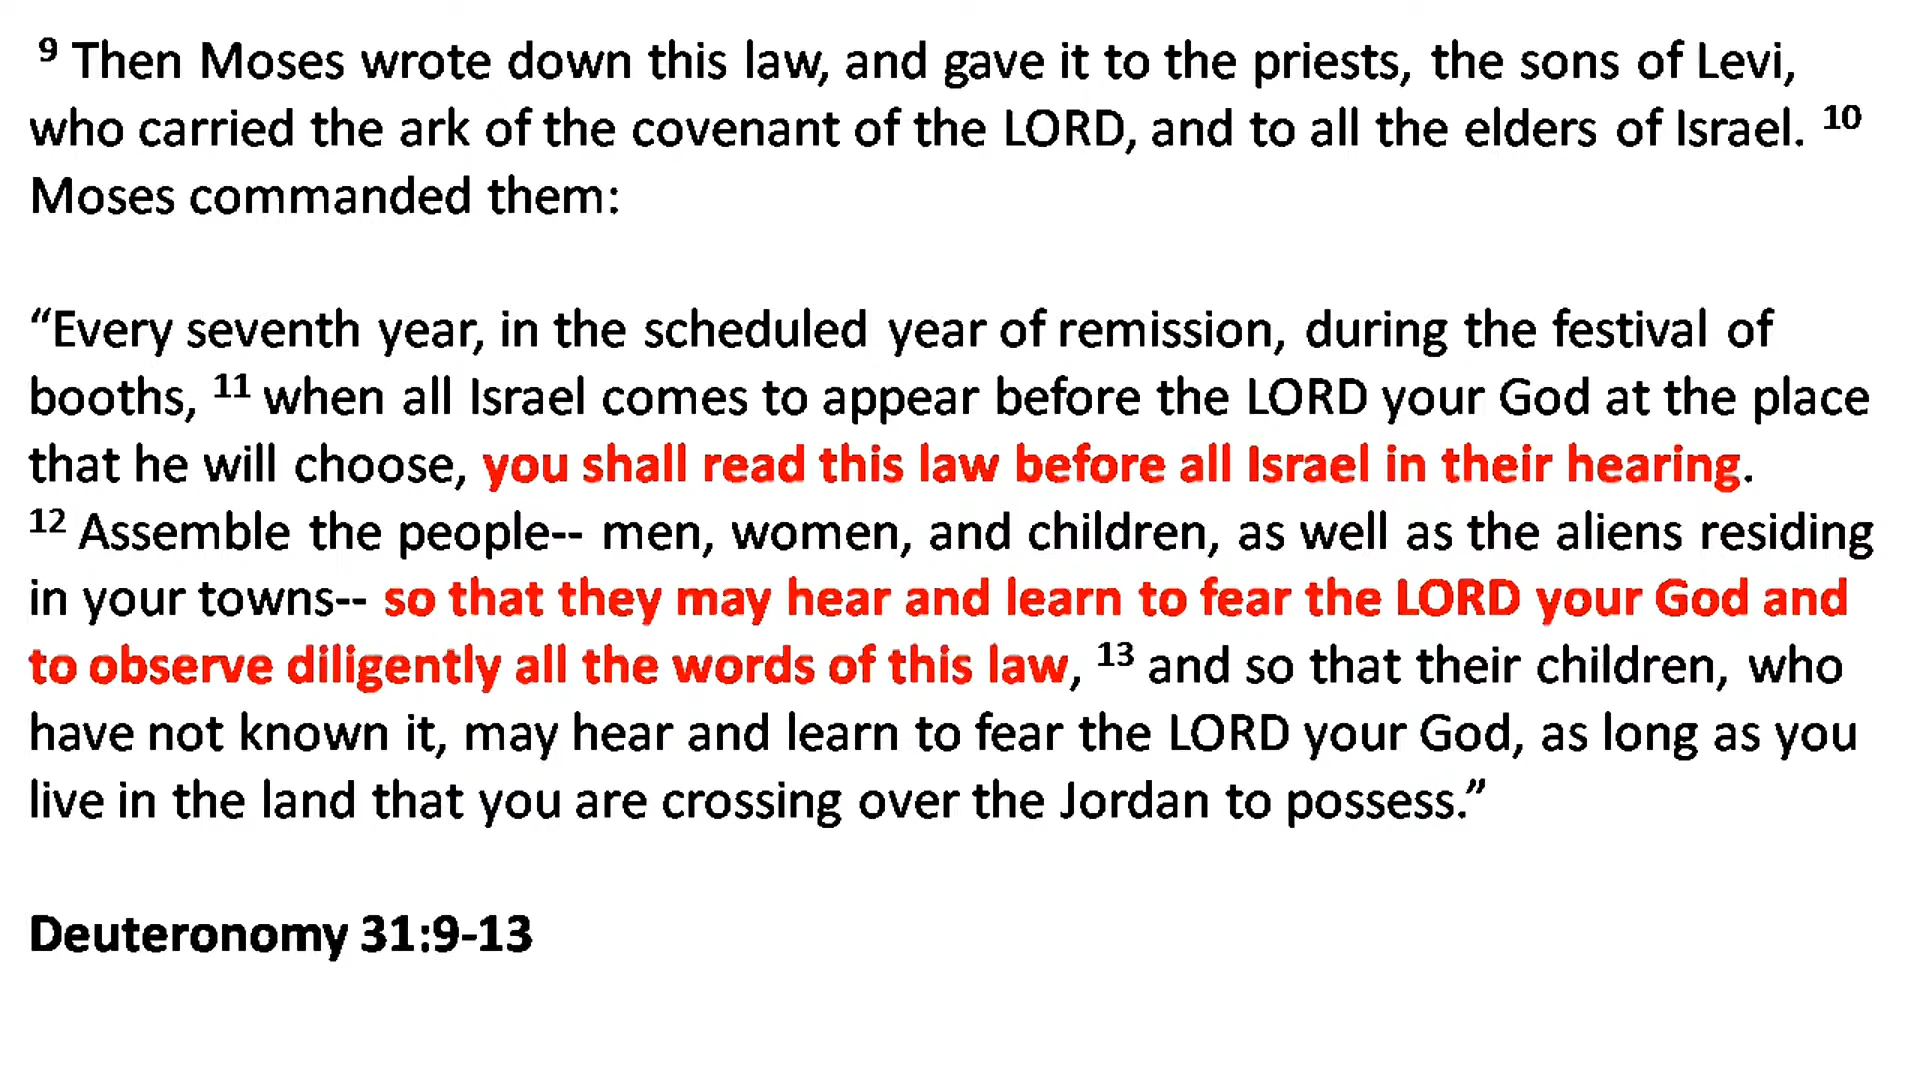 ⁹ Then Moses wrote down this law, and gave it to the priests, the sons of Levi,
who carried the ark of the covenant of the LORD, and to all the elders of Israel. ¹⁰
Moses commanded them:
“Every seventh year, in the scheduled year of remission, during the festival of
booths, ¹¹ when all Israel comes to appear before the LORD your God at the place
that he will choose, you shall read this law before all Israel in their hearing.
¹² Assemble the people-- men, women, and children, as well as the aliens residing
in your towns-- so that they may hear and learn to fear the LORD your God and
to observe diligently all the words of this law, ¹³ and so that their children, who
have not known it, may hear and learn to fear the LORD your God, as long as you
live in the land that you are crossing over the Jordan to possess.”
Deuteronomy 31:9-13